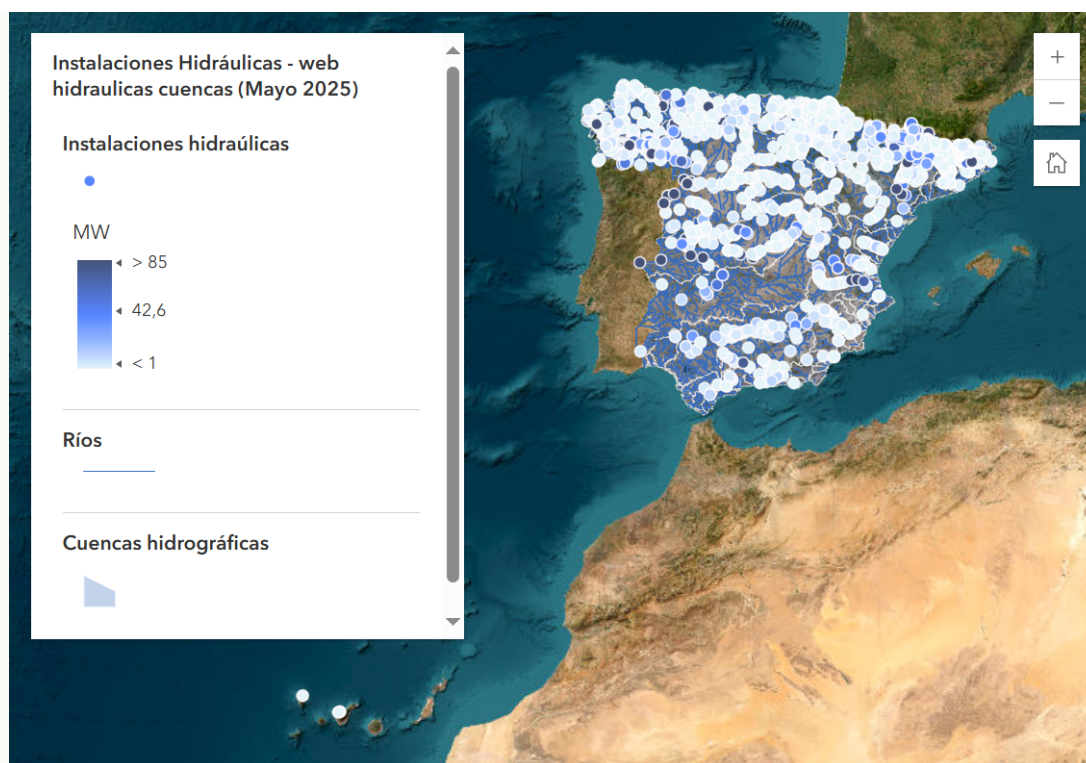 Instalaciones Hidráulicas - web
hidraulicas cuencas (Mayo 2025)
Instalaciones hidraúlicas
MW
> 85
42,6
< 1
Ríos
Cuencas hidrográficas